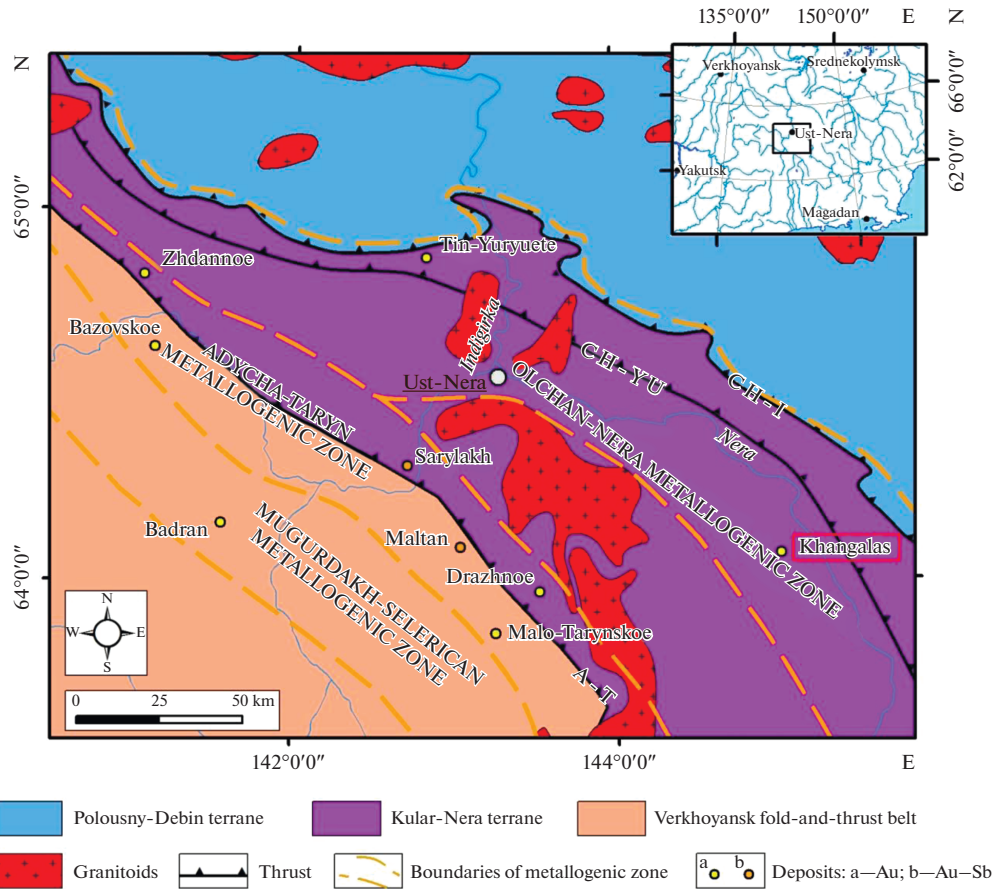 135°0′0″ 150°0′0″ E N
N
Verkhoyansk Srednekolymsk
66°0′0″
Ust-Nera
62°0′0″
Yakutsk
Magadan
65°0′0″
Tin-Yuryuete
Zhdannoe
Indigirka
Bazovskoe
CH-YU
CH-I
ADYCHA-TARYN
METALLOGENIC ZONE
Ust-Nera
OLCHAN-NERA METALLOGENIC ZONE
Nera
Sarylakh
Badran
MUGURDAKH-SELERICAN
METALLOGENIC ZONE
Maltan
Khangalas
64°0′0″
Drazhnoe
Malo-Tarynskoe
A-T
N
W E
S
0 25 50 km
142°0′0″ 144°0′0″ E
Polousny-Debin terrane Kular-Nera terrane Verkhoyansk fold-and-thrust belt
Granitoids Thrust Boundaries of metallogenic zone a b Deposits: a—Au; b—Au—Sb